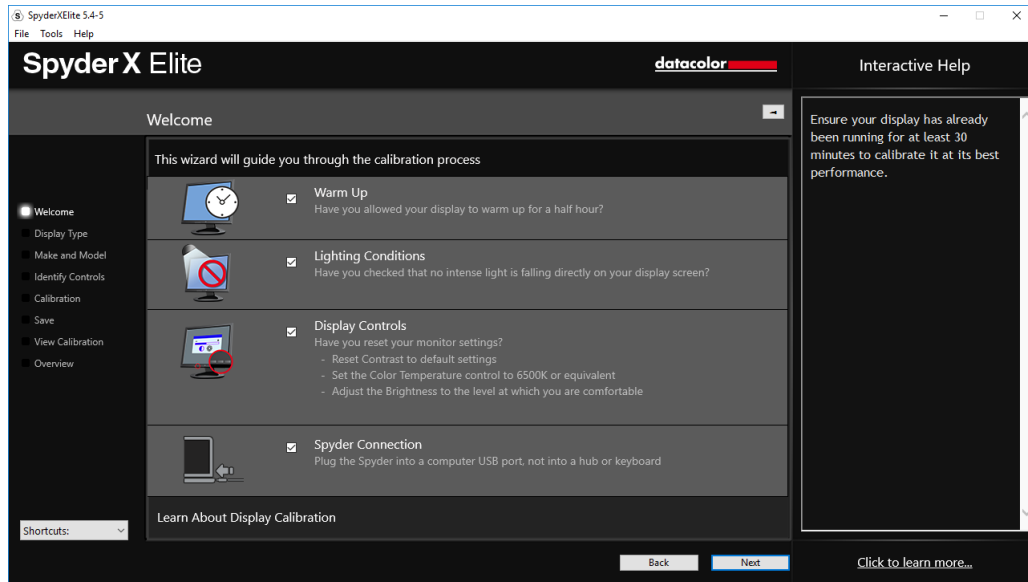 SpyderXElite 5.4-5
File Tools Help
SpyderX Elite
datacolor
Interactive Help
Welcome
This wizard will guide you through the calibration process
Warm Up
Have you allowed your display to warm up for a half hour?
Lighting Conditions
Have you checked that no intense light is falling directly on your display screen?
Display Controls
Have you reset your monitor settings?
- Reset Contrast to default settings
- Set the Color Temperature control to 6500K or equivalent
- Adjust the Brightness to the level at which you are comfortable
Spyder Connection
Plug the Spyder into a computer USB port, not into a hub or keyboard
Learn About Display Calibration
Welcome
Display Type
Make and Model
Identify Controls
Calibration
Save
View Calibration
Overview
Shortcuts:
Back
Next
Ensure your display has already
been running for at least 30
minutes to calibrate it at its best
performance.
Click to learn more...